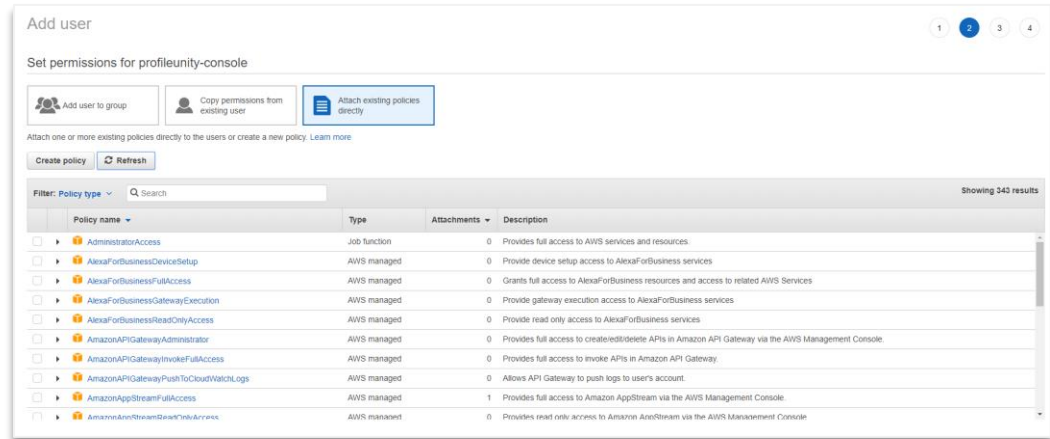 Add user
1 2 3 4
Set permissions for profileunity-console
Add user to group
Copy permissions from existing user
Attach existing policies directly
Attach one or more existing policies directly to the users or create a new policy. Learn more
Create policy Refresh
Filter: Policy type Search Showing 343 results
Policy name Type Attachments Description
AdministratorAccess Job function 0 Provides full access to AWS services and resources.
AlexaForBusinessDeviceSetup AWS managed 0 Provide device setup access to AlexaForBusiness services
AlexaForBusinessFullAccess AWS managed 0 Grants full access to AlexaForBusiness resources and access to related AWS Services
AlexaForBusinessGatewayExecution AWS managed 0 Provide gateway execution access to AlexaForBusiness services
AlexaForBusinessReadOnlyAccess AWS managed 0 Provide read only access to AlexaForBusiness services
AmazonAPIGatewayAdministrator AWS managed 0 Provides full access to create/edit/delete APIs in Amazon API Gateway via the AWS Management Console.
AmazonAPIGatewayInvokeFullAccess AWS managed 0 Provides full access to invoke APIs in Amazon API Gateway.
AmazonAPIGatewayPushToCloudWatchLogs AWS managed 0 Allows API Gateway to push logs to user's account.
AmazonAppStreamFullAccess AWS managed 1 Provides full access to Amazon AppStream via the AWS Management Console.
AmazonAppStreamReadOnlyAccess AWS managed 0 Provides read only access to Amazon AppStream via the AWS Management Console